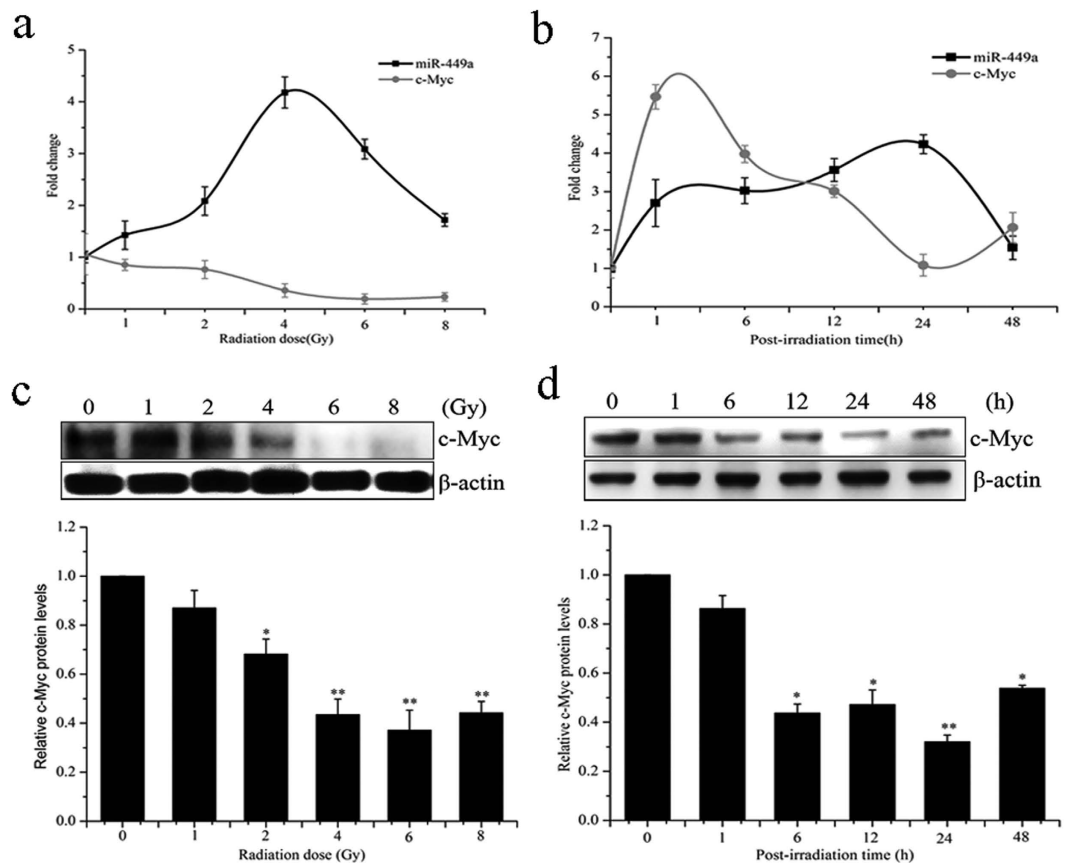 a
miR-449a
c-Myc
Fold change
5
4
3
2
1
0
1 2 4 6 8
Radiation dose(Gy)
b
miR-449a
c-Myc
Fold change
7
6
5
4
3
2
1
0
1 6 12 24 48
Post-irradiation time(h)
c
0 1 2 4 6 8 (Gy)
c-Myc
β-actin
Relative c-Myc protein levels
1.2
1.0
0.8
0.6
0.4
0.2
0.0
*
**
**
**
0 1 2 4 6 8
Radiation dose (Gy)
d
0 1 6 12 24 48 (h)
c-Myc
β-actin
Relative c-Myc protein levels
1.2
1.0
0.8
0.6
0.4
0.2
0.0
*
*
**
*
0 1 6 12 24 48
Post-irradiation time (h)